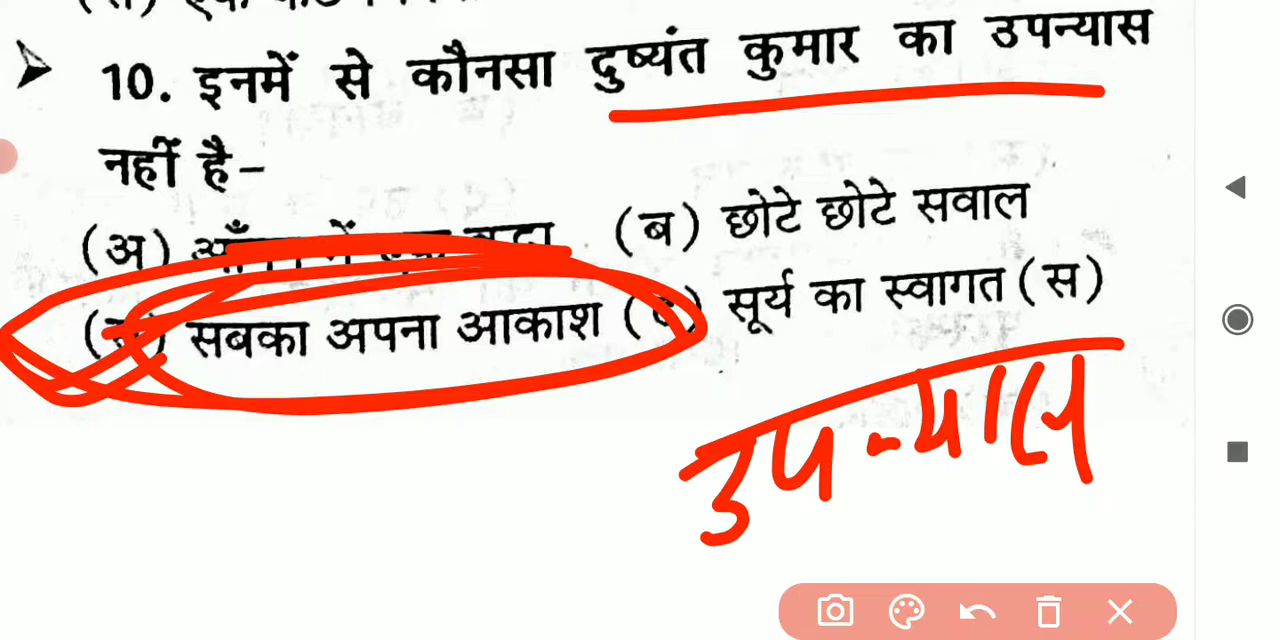 10. इनमें से कौनसा दुष्यंत कुमार का उपन्यास
नहीं है-
(अ) में (ब) छोटे छोटे सवाल
सबका अपना आकाश सूर्य का स्वागत (स)
उपन्यास